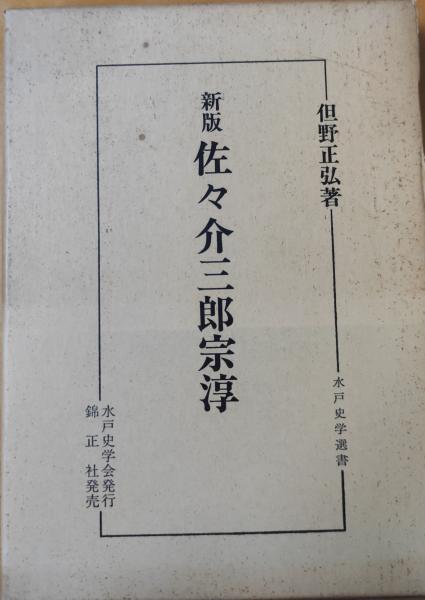 但野正弘著
水戸史学選書
新版 佐々介三郎宗淳
水戸史学会発行
錦正社発売